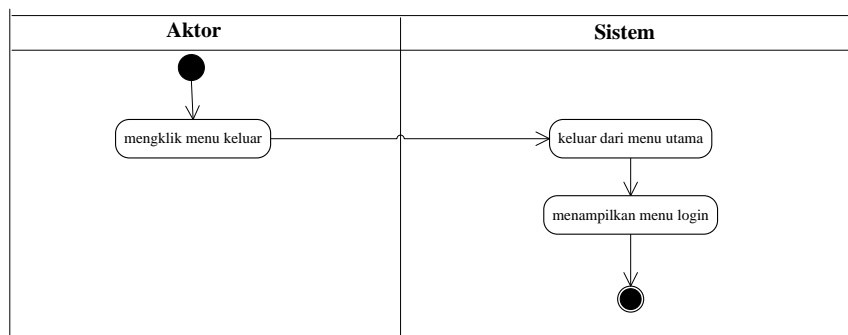 Aktor
Sistem
mengklik menu keluar
keluar dari menu utama
menampilkan menu login